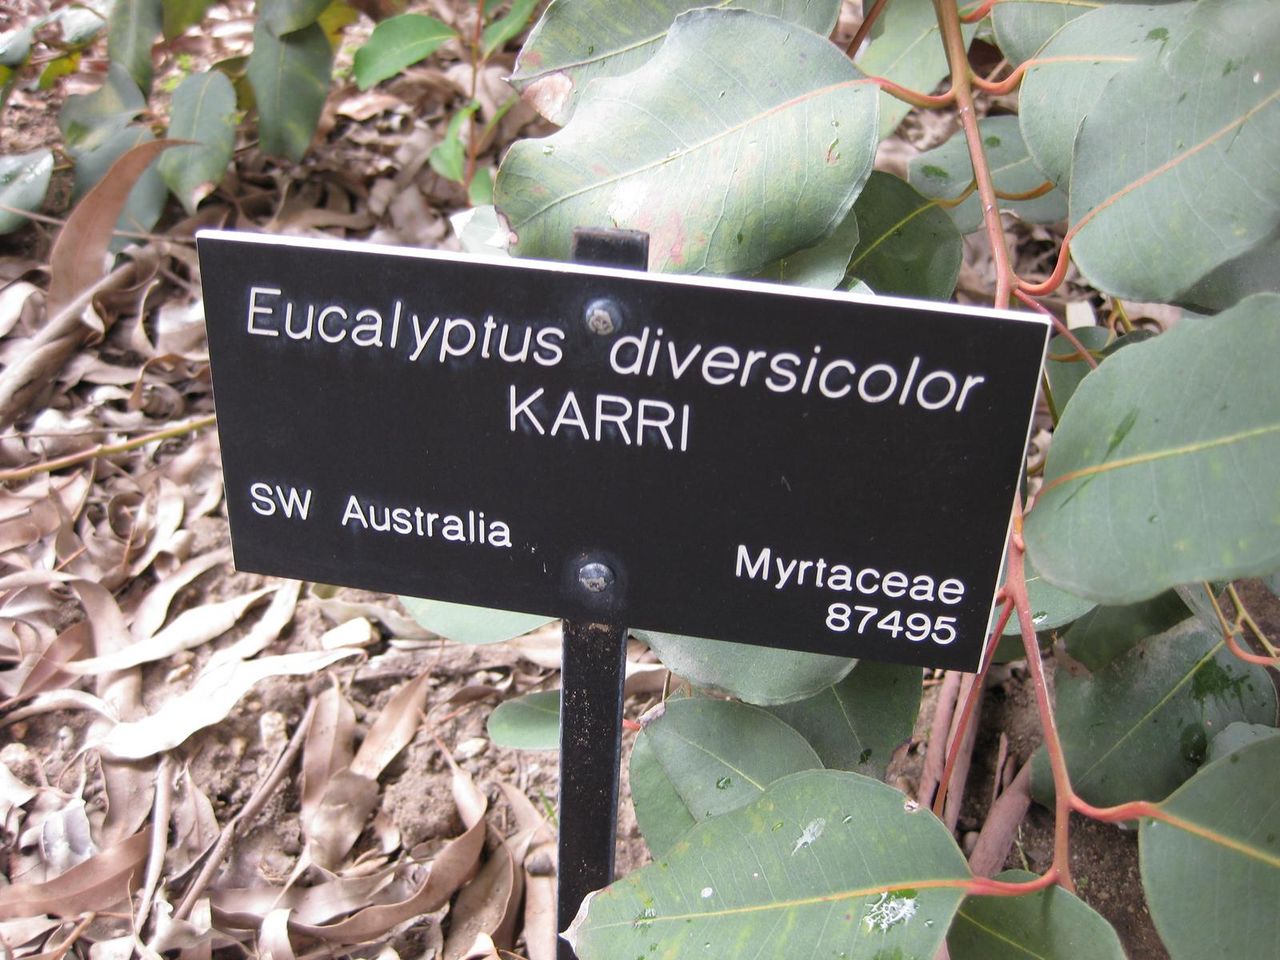 Eucalyptus diversicolor
KARRI
SW Australia
Myrtaceae
87495